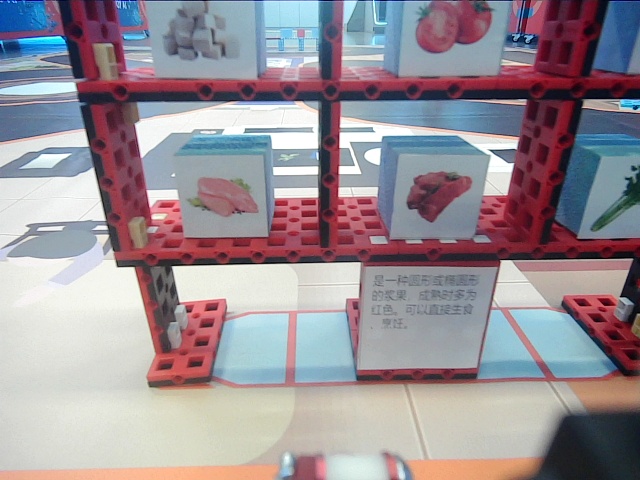 是一种圆形或椭圆形
的浆果，成熟时多为
红色。可以直接生食
、烹饪。